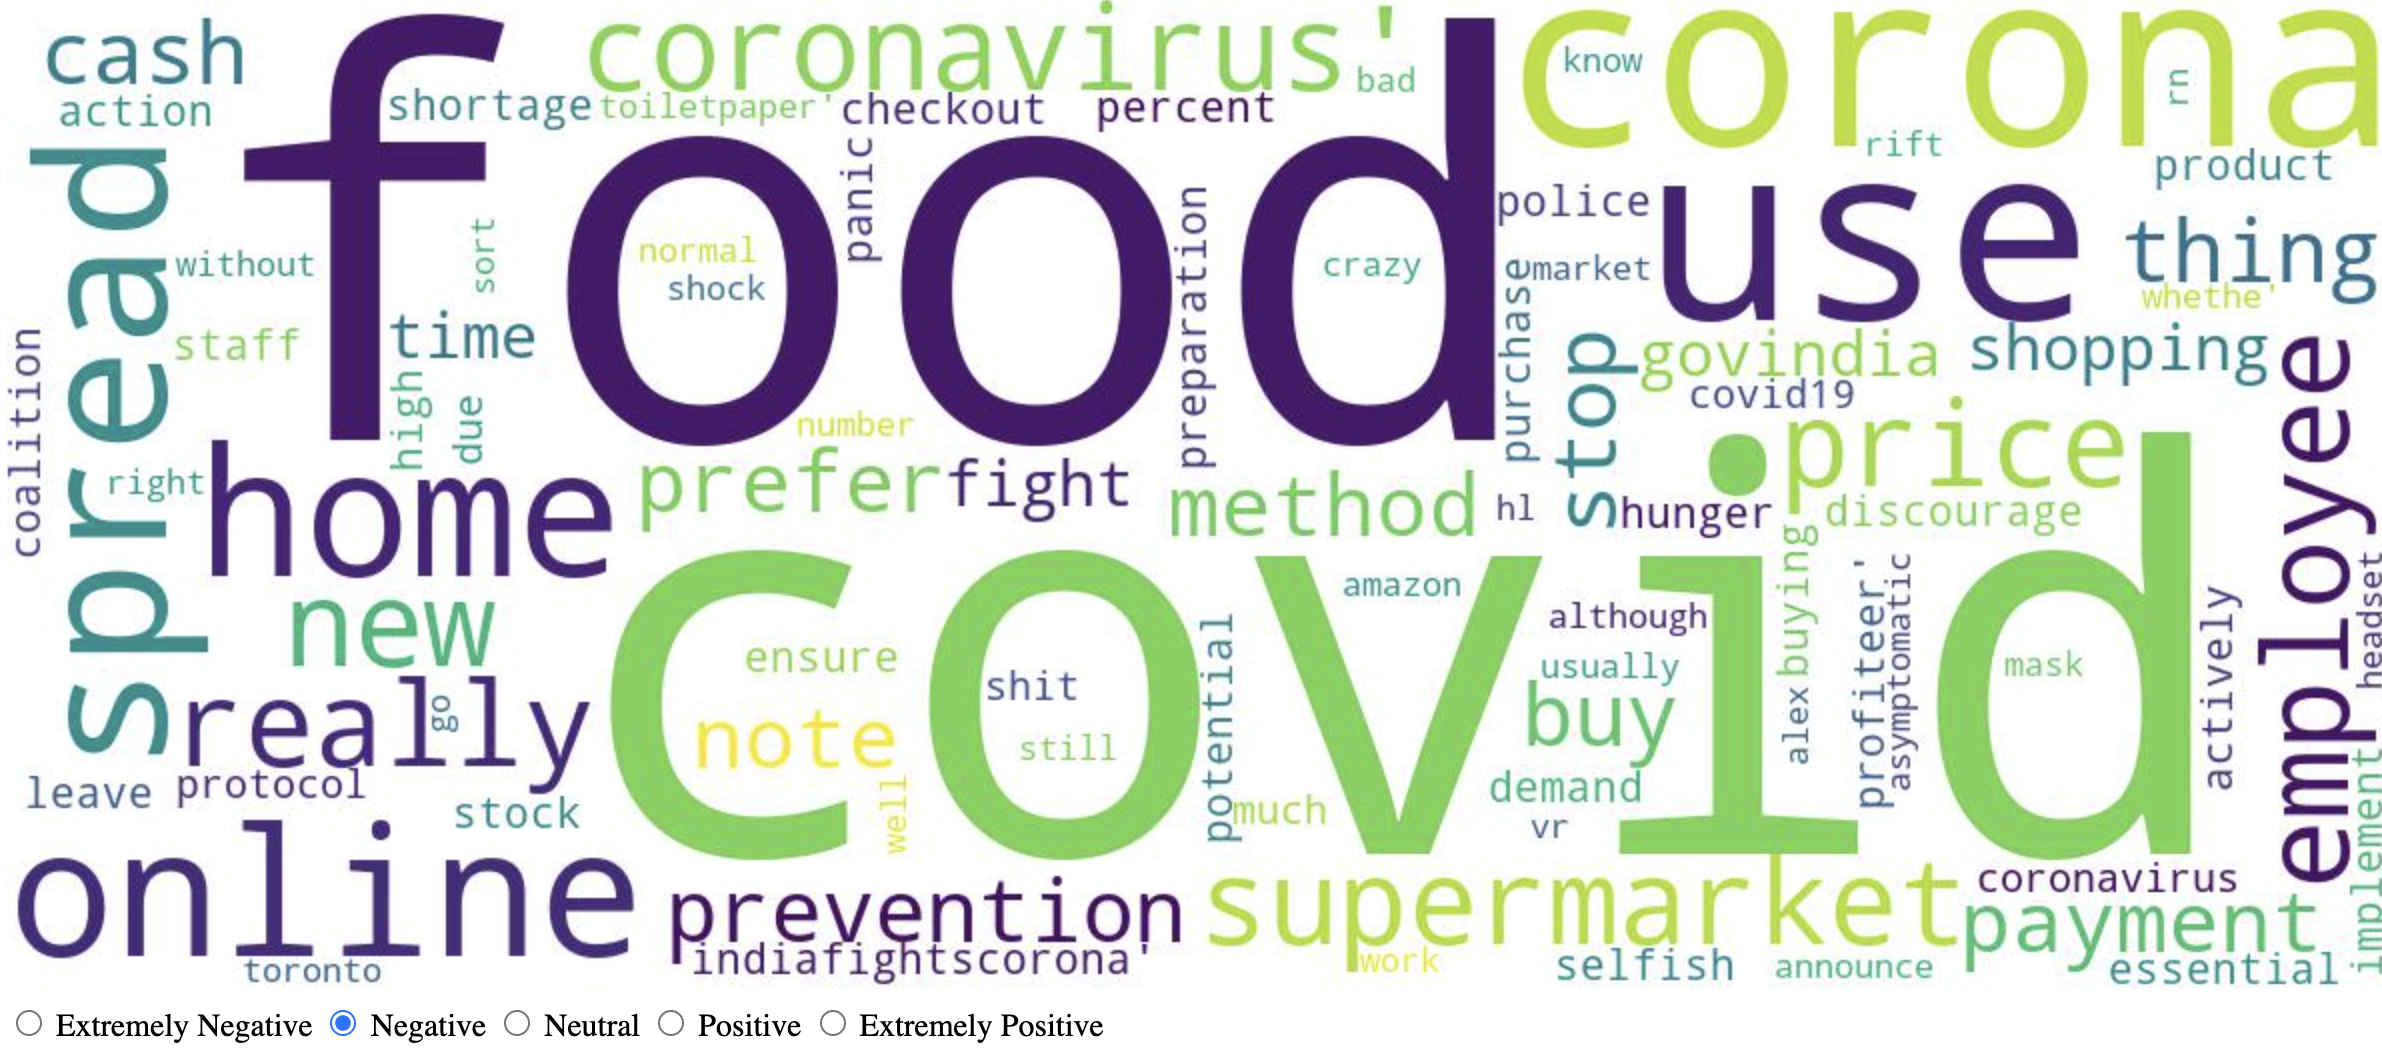 cash
coronavirus'
corona
know
bad
rn
action
shortage
toiletpaper'
checkout
percent
food
rift
product
panic
police
use
spread
without
sort
normal
shock
preparation
crazy
purchase
market
thing
whethe'
coalition
staff
time
stop
govindia
shopping
covid19
employee
high
due
number
price
right
home
prefer
fight
method
hl
hunger
discourage
covid
new
amazon
although
buying
profiteer'
asymptomatic
headset
ensure
shit
potential
usually
mask
actively
really
go
note
still
buy
alex
leave
protocol
stock
well
much
demand
vr
implement
online
prevention
supermarket
coronavirus
payment
toronto
indiafightscorona'
work
selfish
announce
essential
Extremely Negative Negative Neutral Positive Extremely Positive